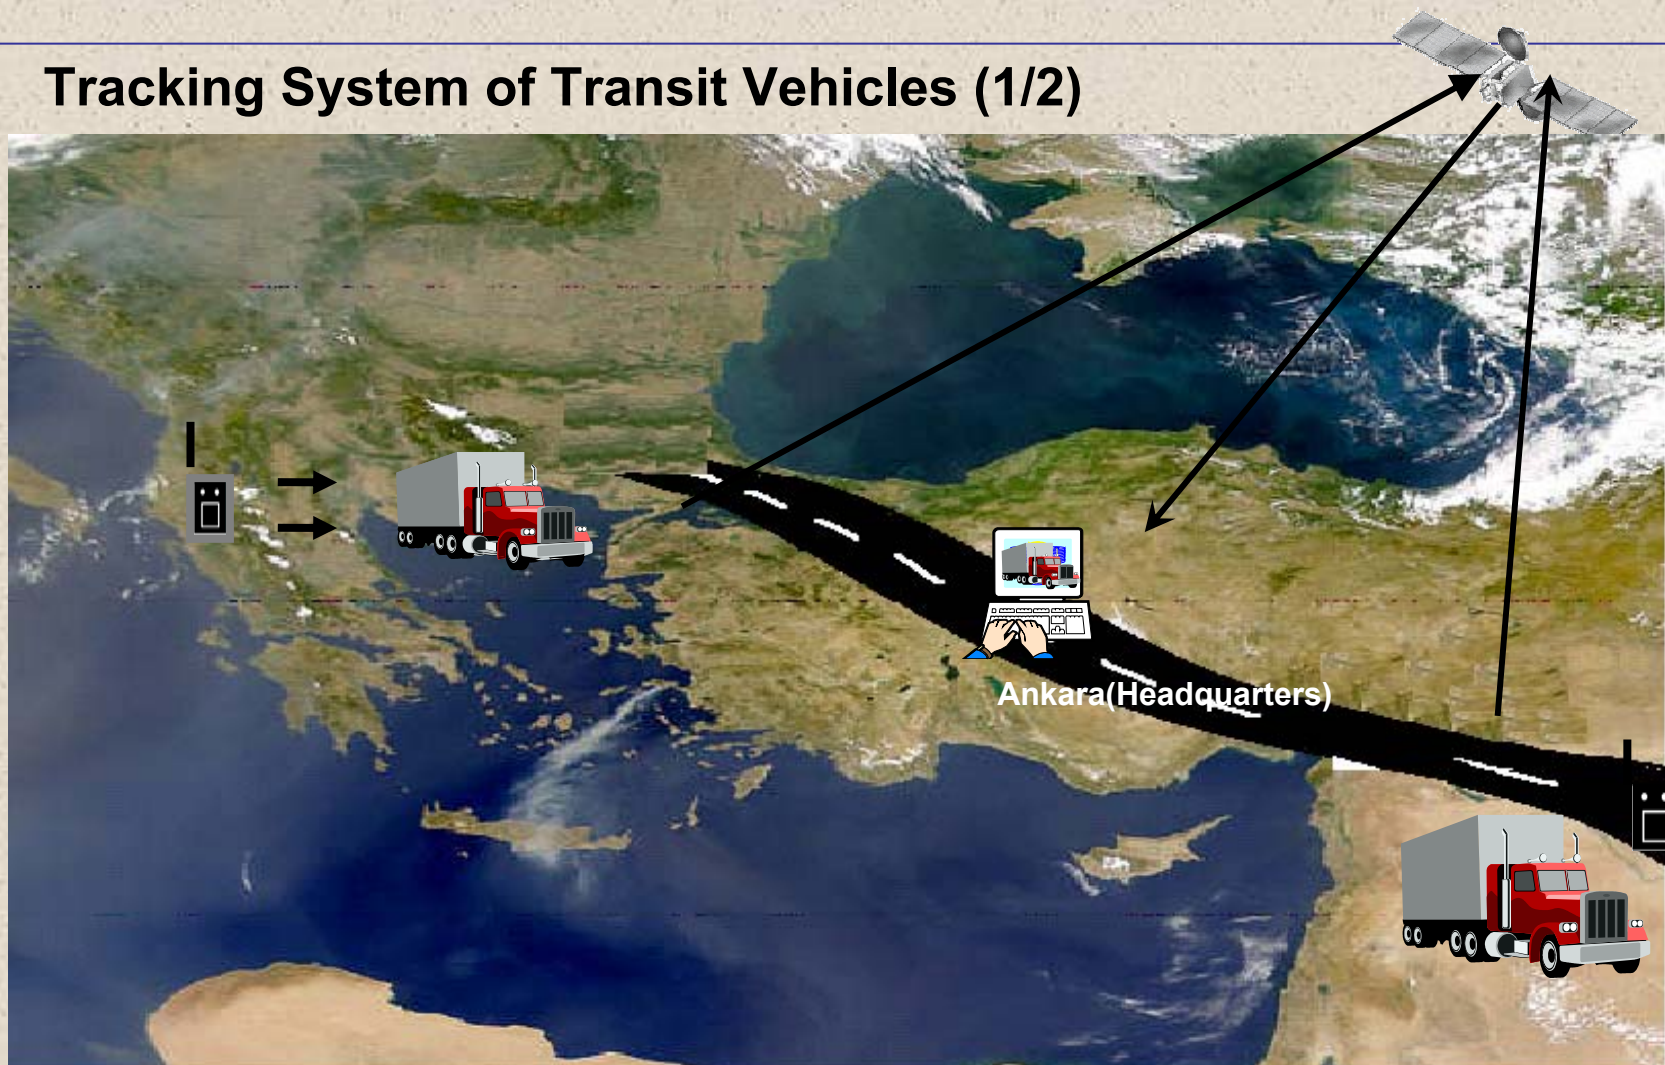 Tracking System of Transit Vehicles (1/2)
Ankara(Headquarters)